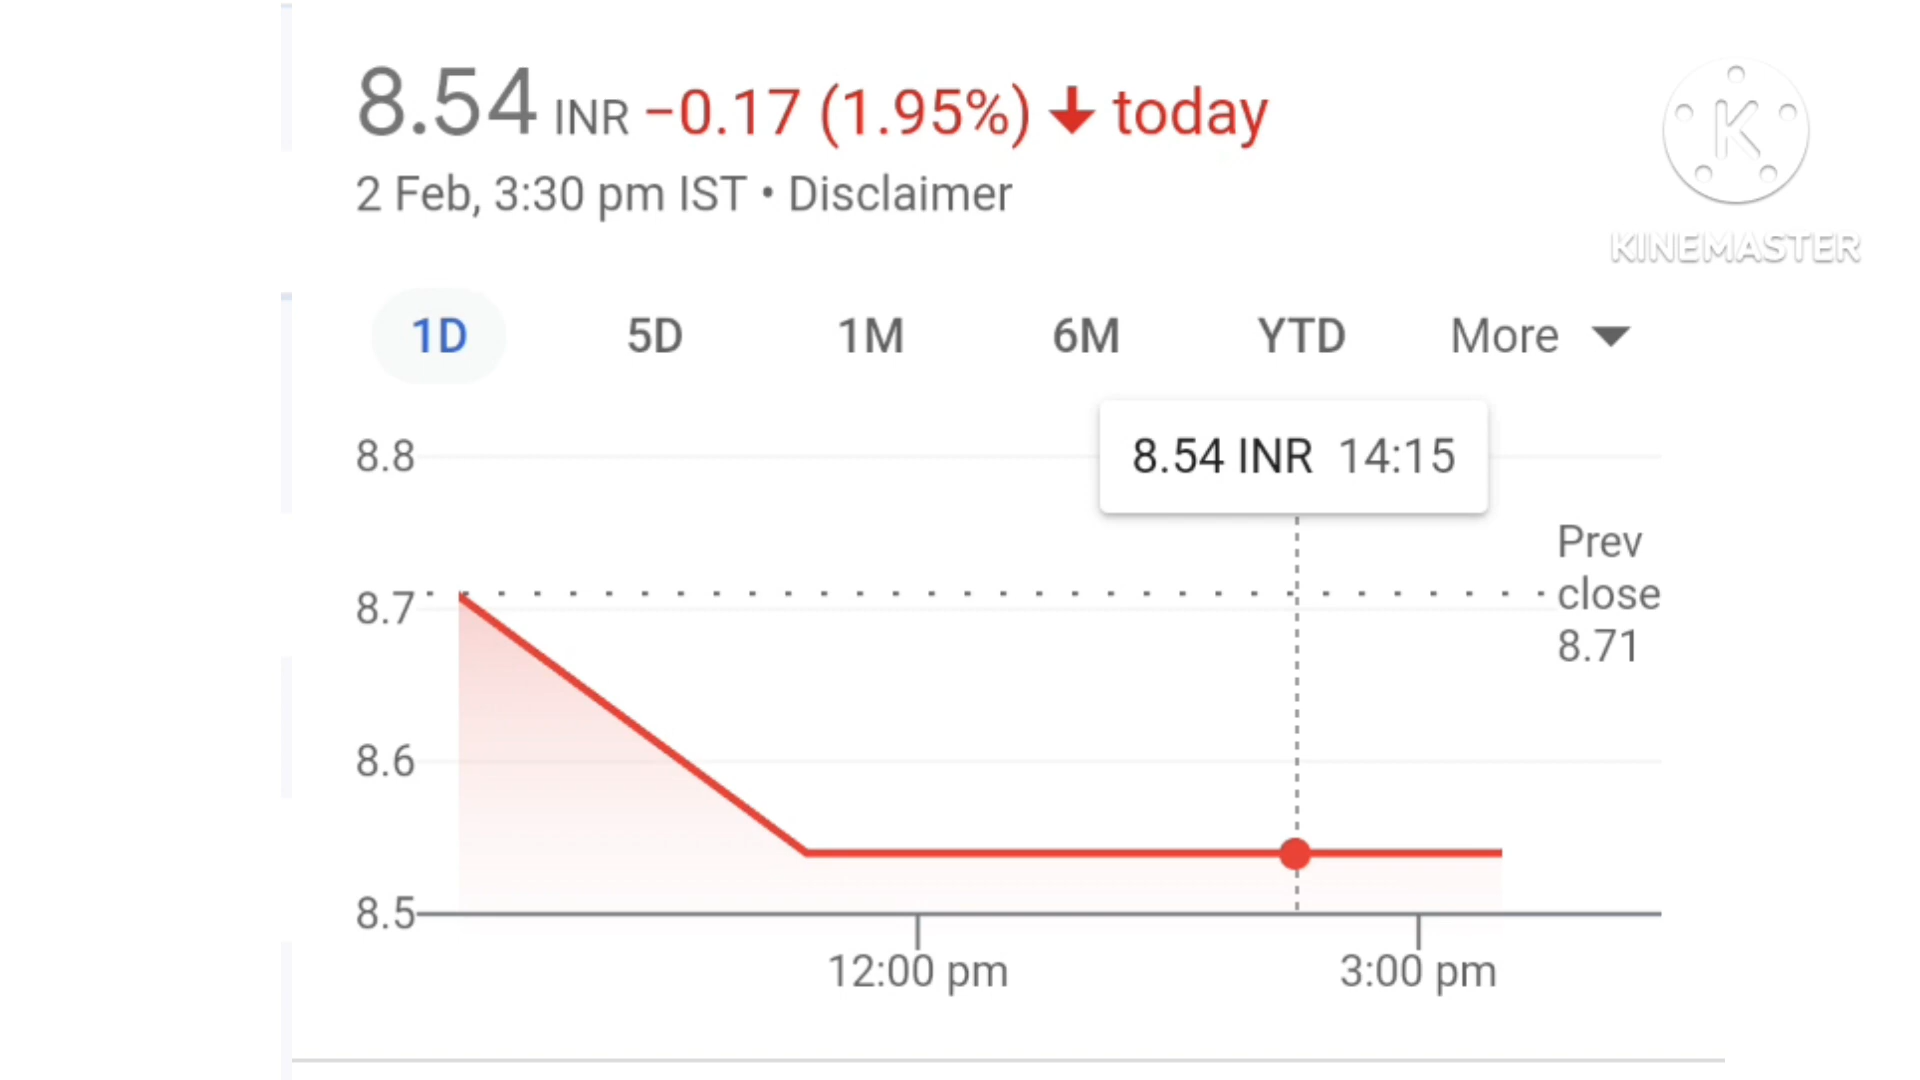 8.54 INR −0.17 (1.95%) ↓ today
2 Feb, 3:30 pm IST • Disclaimer
K
KINEMASTER
1D 5D 1M 6M YTD More
8.54 INR 14:15
8.8
Prev
close
8.71
8.7
8.6
8.5
12:00 pm 3:00 pm